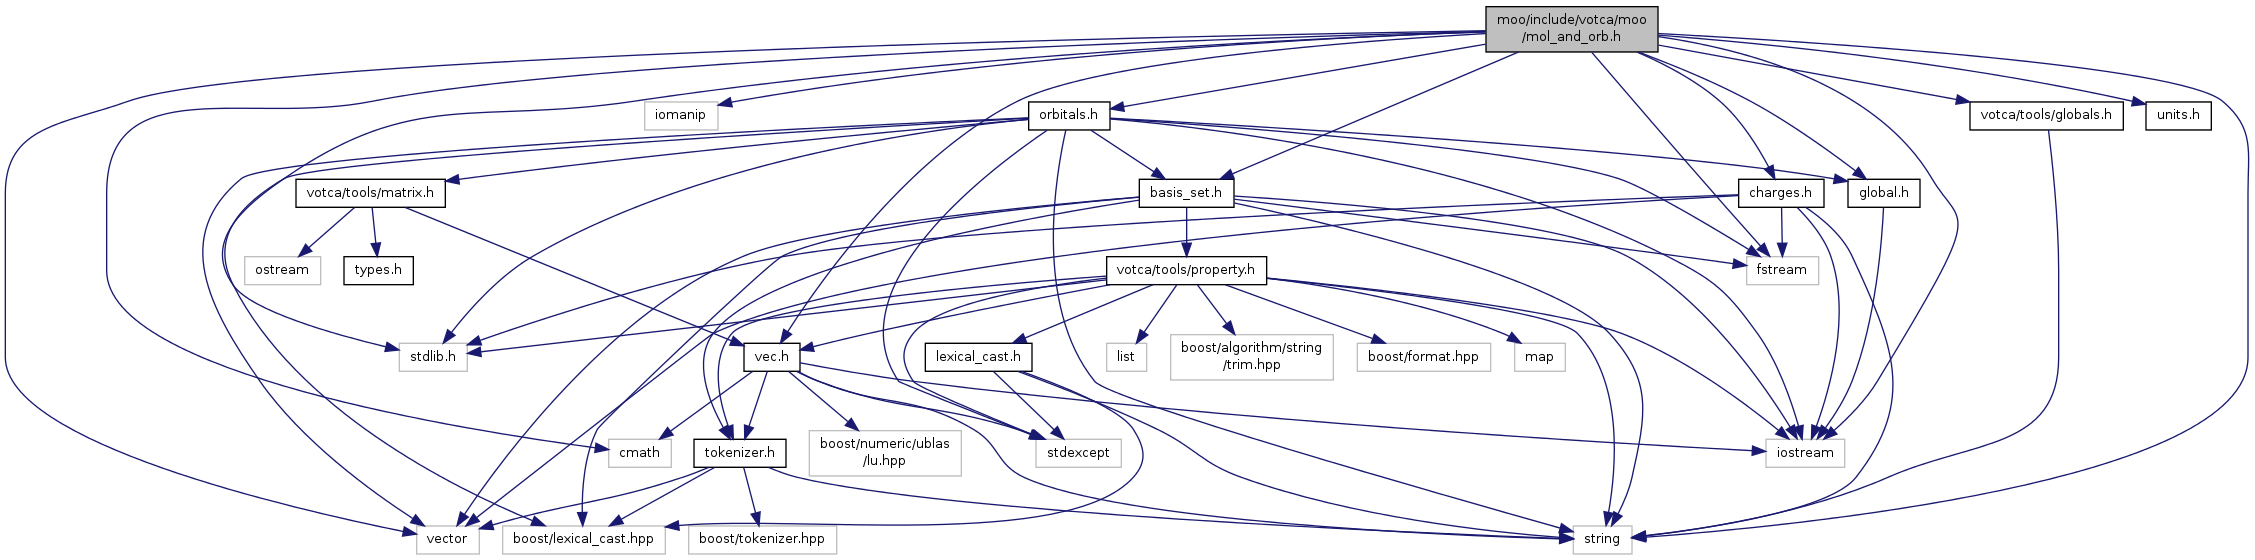 moo/include/votca/moo
/mol_and_orb.h
iomanip
orbitals.h
votca/tools/globals.h
units.h
votca/tools/matrix.h
basis_set.h
charges.h
global.h
ostream
types.h
votca/tools/property.h
fstream
stdlib.h
vec.h
lexical_cast.h
list
boost/algorithm/string
/trim.hpp
boost/format.hpp
map
cmath
tokenizer.h
boost/numeric/ublas
/lu.hpp
stdexcept
iostream
vector
boost/lexical_cast.hpp
boost/tokenizer.hpp
string